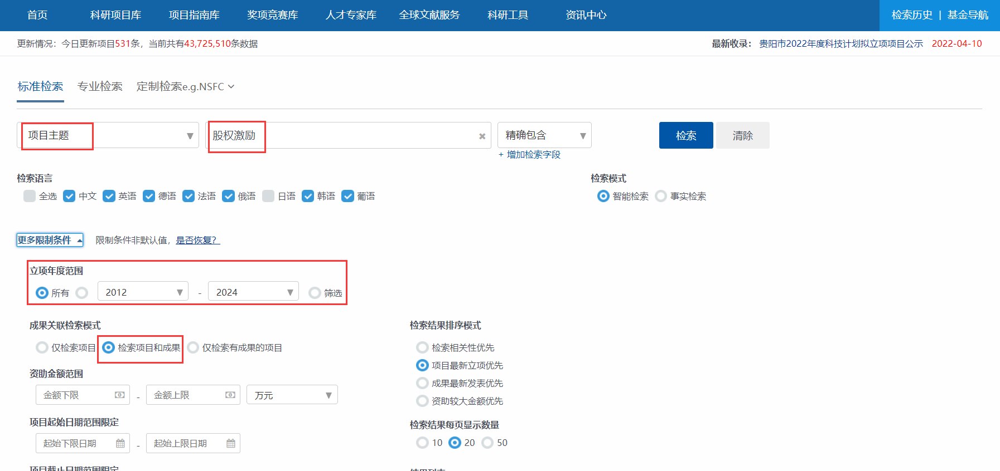 首页 科研项目库 项目指南库 奖项竞赛库 人才专家库 全球文献服务 科研工具 资讯中心 检索历史 | 基金导航
更新情况：今日更新项目531条，当前共有43,725,510条数据 最新收录： 贵阳市2022年度科技计划拟立项项目公示 2022-04-10
标准检索 专业检索 定制检索e.g.NSFC
项目主题 股权激励 精确包含 检索 清除
+ 增加检索字段
检索语言 检索模式
全选 中文 英语 德语 法语 俄语 日语 韩语 葡语 智能检索 事实检索
更多限制条件 限制条件非默认值，是否恢复？
立项年度范围
所有 2012 - 2024 筛选
成果关联检索模式 检索结果排序模式
仅检索项目 检索项目和成果 仅检索有成果的项目 检索相关性优先
项目最新立项优先
资助金额范围
成果最新发表优先
金额下限 - 金额上限 万元
资助较大金额优先
项目起始日期范围限定 检索结果每页显示数量
起始下限日期 - 起始上限日期 10 20 50
项目截止日期范围限定 结果列表